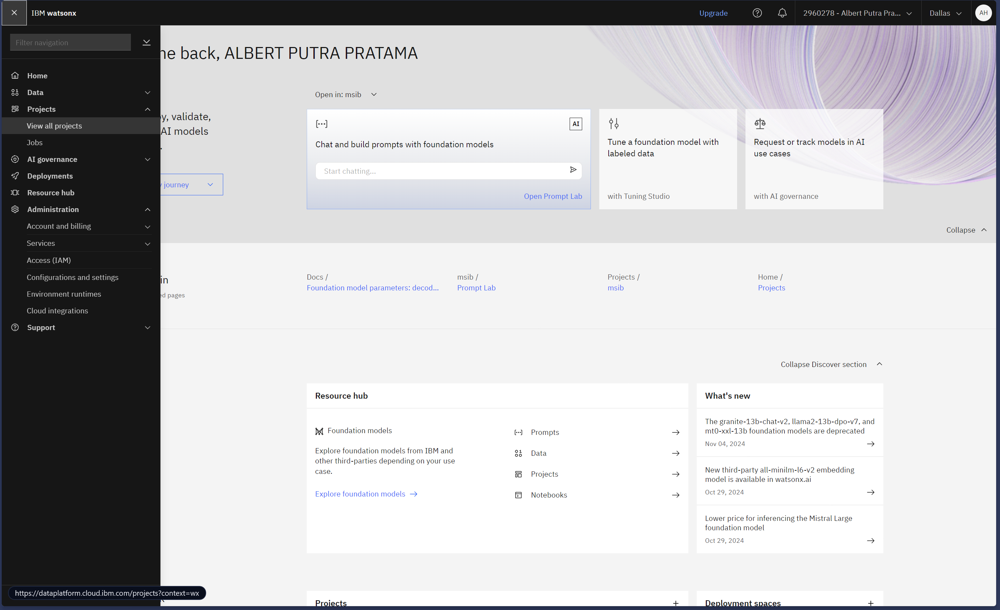 IBM watsonx
Upgrade
2960278 - Albert Putra Pra...
Dallas
AH
Filter navigation
Home
Data
Projects
View all projects
Jobs
AI governance
Deployments
Resource hub
Administration
Account and billing
Services
Access (IAM)
Configurations and settings
Environment runtimes
Cloud integrations
Support
https://dataplatform.cloud.ibm.com/projects?context=wx
back, ALBERT PUTRA PRATAMA
validate,
AI models
journey
Open in: msib
AI
Chat and build prompts with foundation models
Start chatting...
Open Prompt Lab
Tune a foundation model with
labeled data
with Tuning Studio
Request or track models in AI
use cases
with AI governance
Collapse
in
pages
Docs /
Foundation model parameters: decod...
msib /
Prompt Lab
Projects /
msib
Home /
Projects
Collapse Discover section
Resource hub
Foundation models
Explore foundation models from IBM and
other third-parties depending on your use
case.
Explore foundation models
Prompts
Data
Projects
Notebooks
What's new
The granite-13b-chat-v2, llama2-13b-dpo-v7, and
mt0-xxl-13b foundation models are deprecated
Nov 04, 2024
New third-party all-minilm-l6-v2 embedding
model is available in watsonx.ai
Oct 29, 2024
Lower price for inferencing the Mistral Large
foundation model
Oct 29, 2024
Projects
Deployment spaces